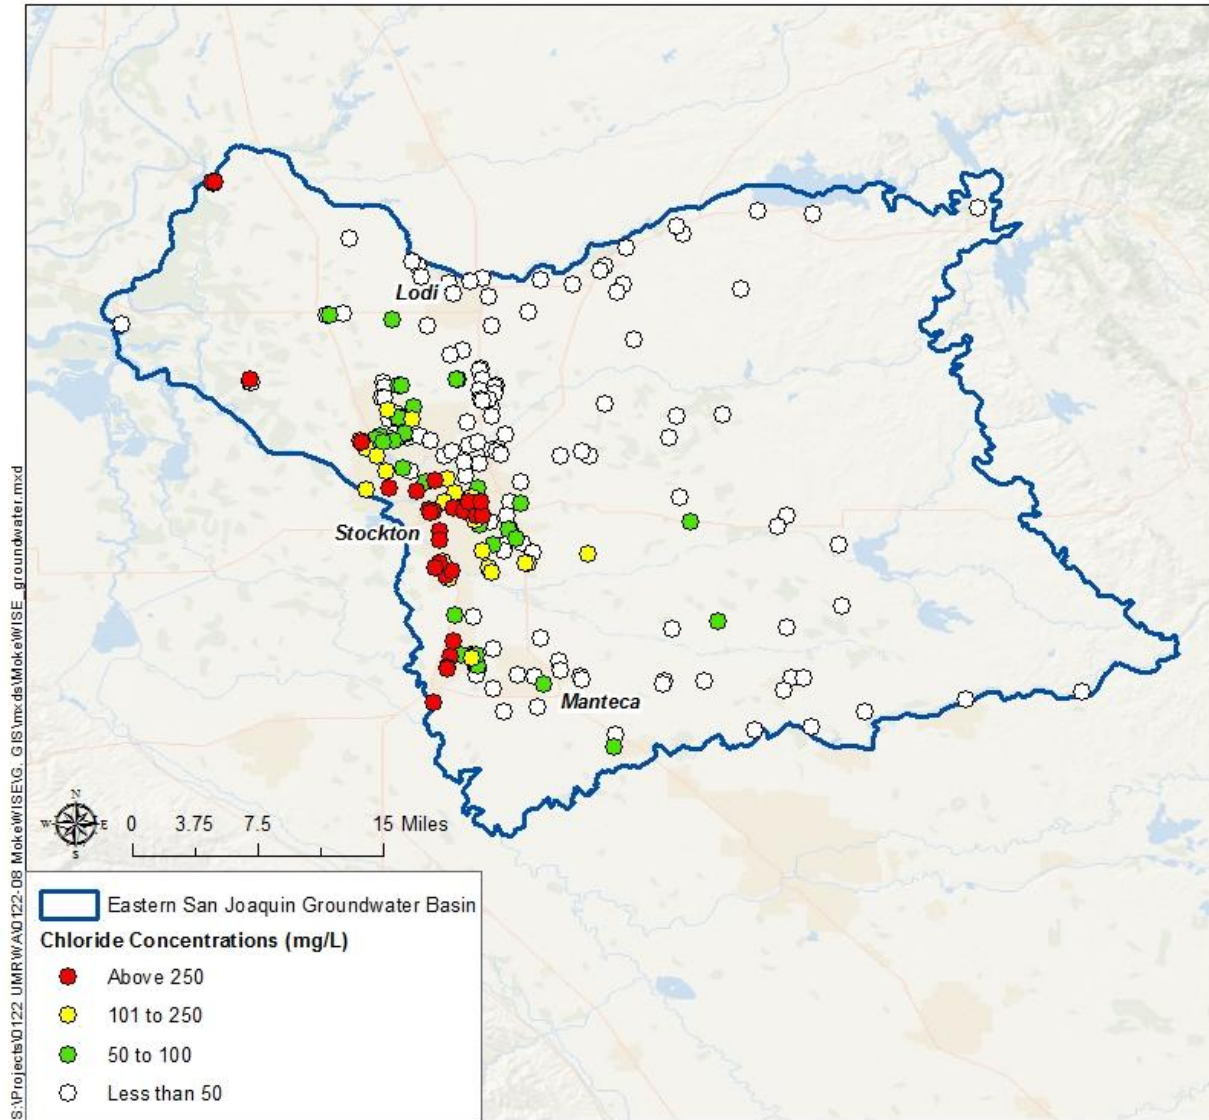 Lodi
Stockton
Manteca
N
W E
S
0 3.75 7.5 15 Miles
Eastern San Joaquin Groundwater Basin
Chloride Concentrations (mg/L)
Above 250
101 to 250
50 to 100
Less than 50
S:\Projects\0122 UMRWA\0122-08 MokeWISE\G. GIS\mxds\MokeWISE_groundwater.mxd